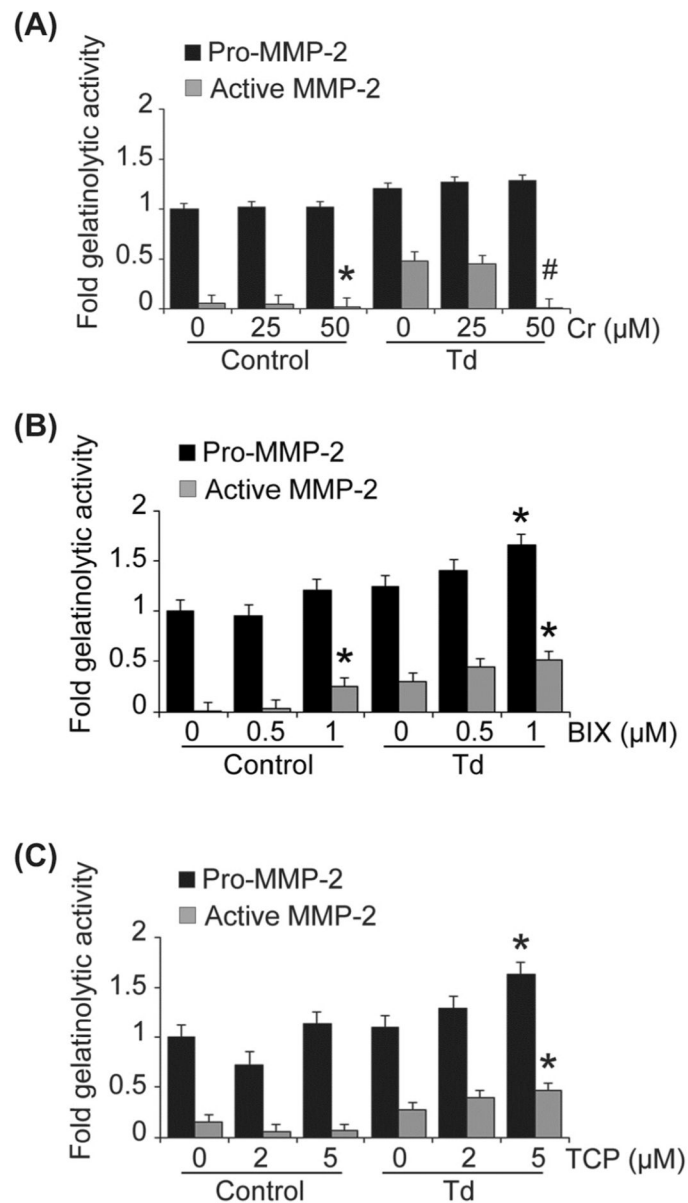 (A)
Pro-MMP-2
Active MMP-2
Fold gelatinolytic activity
2
1.5
1
0.5
0
*
#
0 25 50 0 25 50 Cr (μM)
Control Td
(B)
Pro-MMP-2
Active MMP-2
Fold gelatinolytic activity
2
1.5
1
0.5
0
*
*
*
0 0.5 1 0 0.5 1 BIX (μM)
Control Td
(C)
Pro-MMP-2
Active MMP-2
Fold gelatinolytic activity
2
1.5
1
0.5
0
*
*
0 2 5 0 2 5 TCP (μM)
Control Td